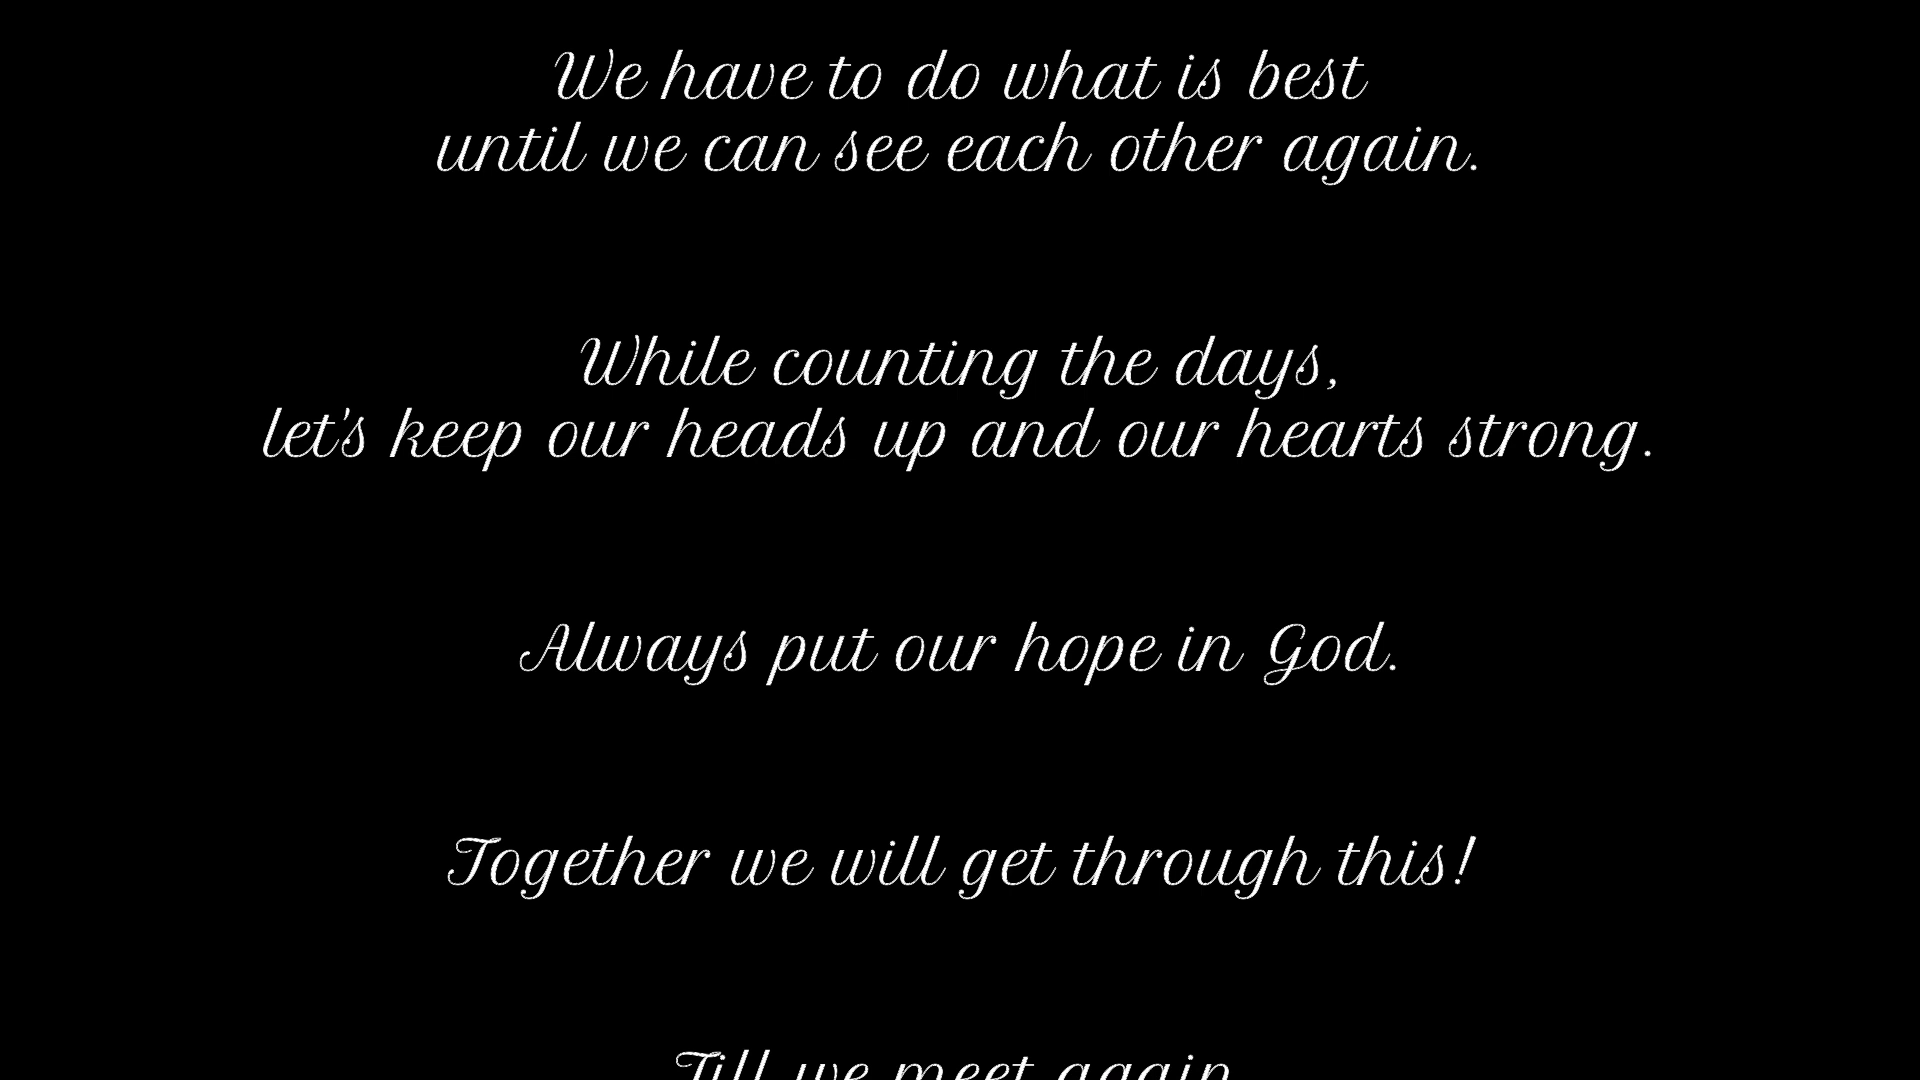 We have to do what is best
until we can see each other again.
While counting the days,
let's keep our heads up and our hearts strong.
Always put our hope in God.
Together we will get through this!
Till we meet again